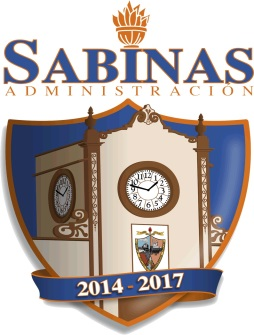 SABINAS
ADMINISTRACIÓN
2014 - 2017